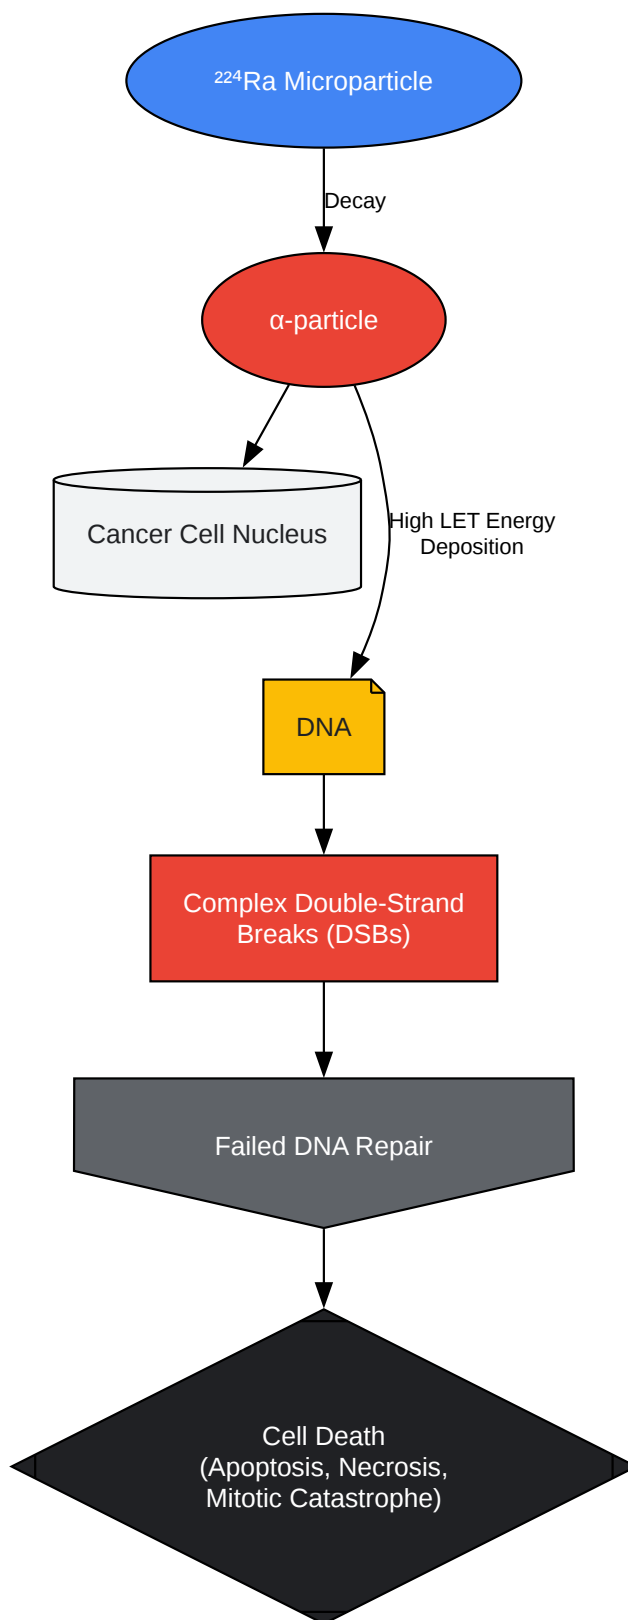 ²²⁴Ra Microparticle
Decay
α-particle
Cancer Cell Nucleus
High LET Energy
Deposition
DNA
Complex Double-Strand
Breaks (DSBs)
Failed DNA Repair
Cell Death
(Apoptosis, Necrosis,
Mitotic Catastrophe)